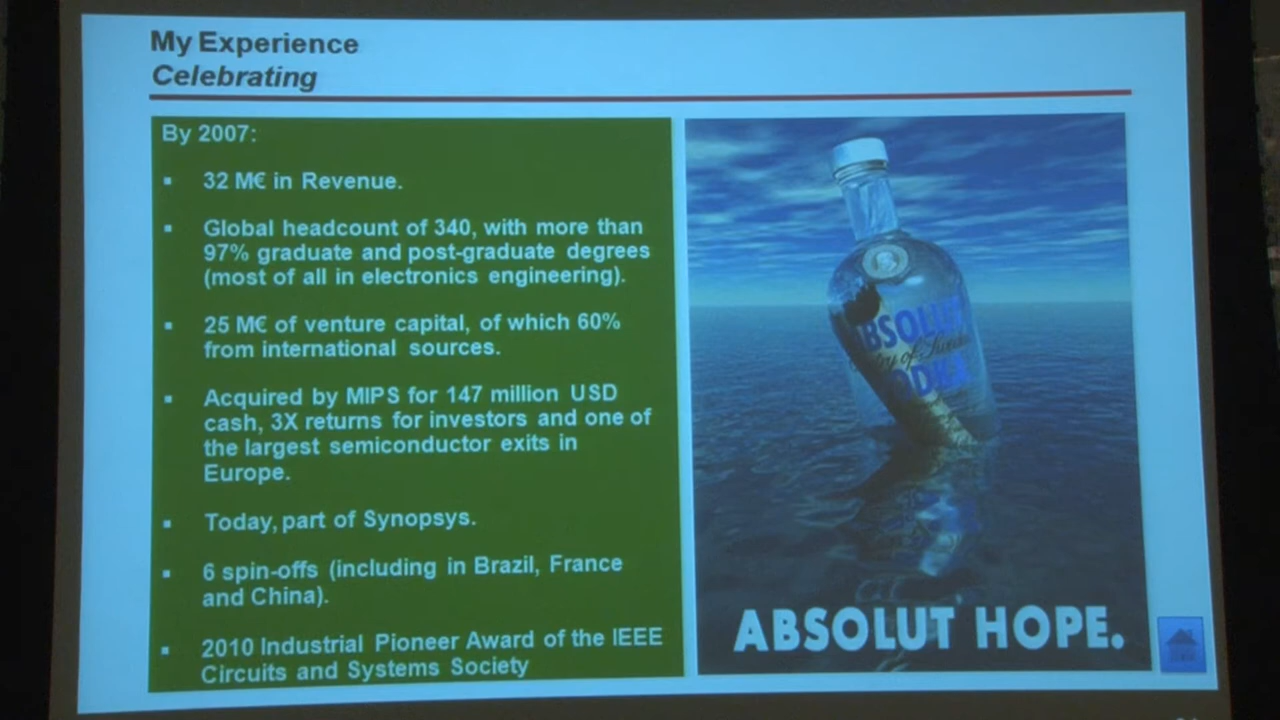 My Experience
Celebrating
By 2007:
▪ 32 M€ in Revenue.
▪ Global headcount of 340, with more than
97% graduate and post-graduate degrees
(most of all in electronics engineering).
▪ 25 M€ of venture capital, of which 60%
from international sources.
▪ Acquired by MIPS for 147 million USD
cash, 3X returns for investors and one of
the largest semiconductor exits in
Europe.
▪ Today, part of Synopsys.
▪ 6 spin-offs (including in Brazil, France
and China).
▪ 2010 Industrial Pioneer Award of the IEEE
Circuits and Systems Society
ABSOLUT HOPE.